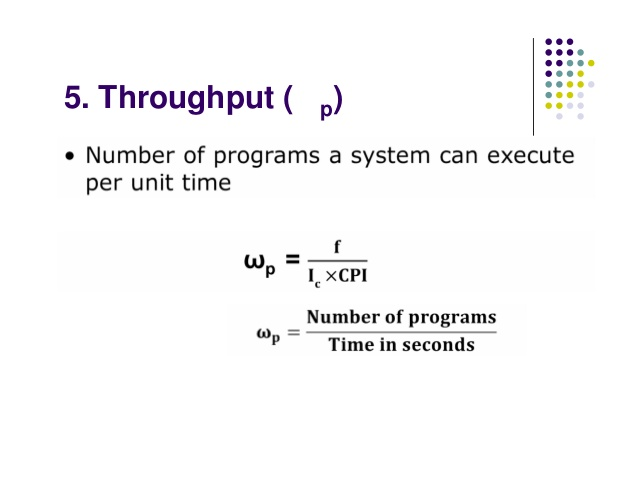 5. Throughput ( p)
• Number of programs a system can execute
per unit time
ωp = f / Ic ×CPI
ωp = Number of programs / Time in seconds